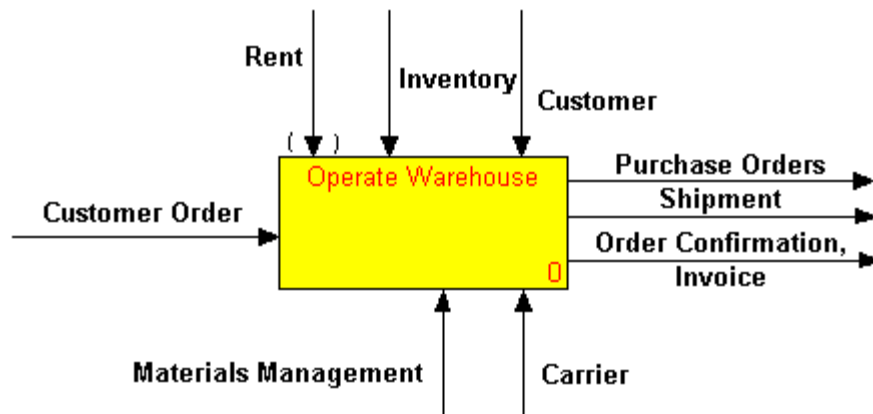 Rent
Inventory
Customer
( )
Operate Warehouse
Purchase Orders
Customer Order
Shipment
Order Confirmation,
Invoice
0
Materials Management
Carrier